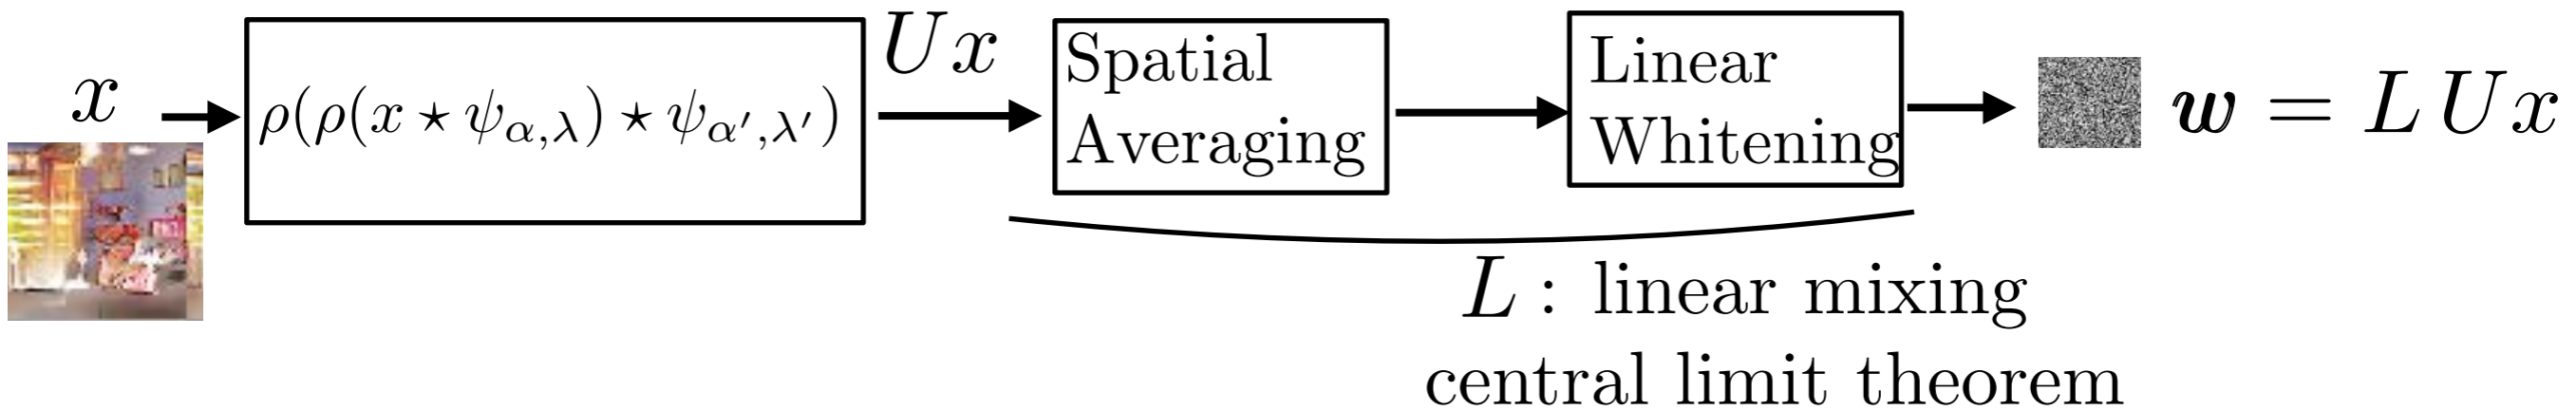 x
ρ(ρ(x ⋆ ψ_{α,λ}) ⋆ ψ_{α′,λ′})
Ux
Spatial
Averaging
Linear
Whitening
w = L U x
L : linear mixing
central limit theorem